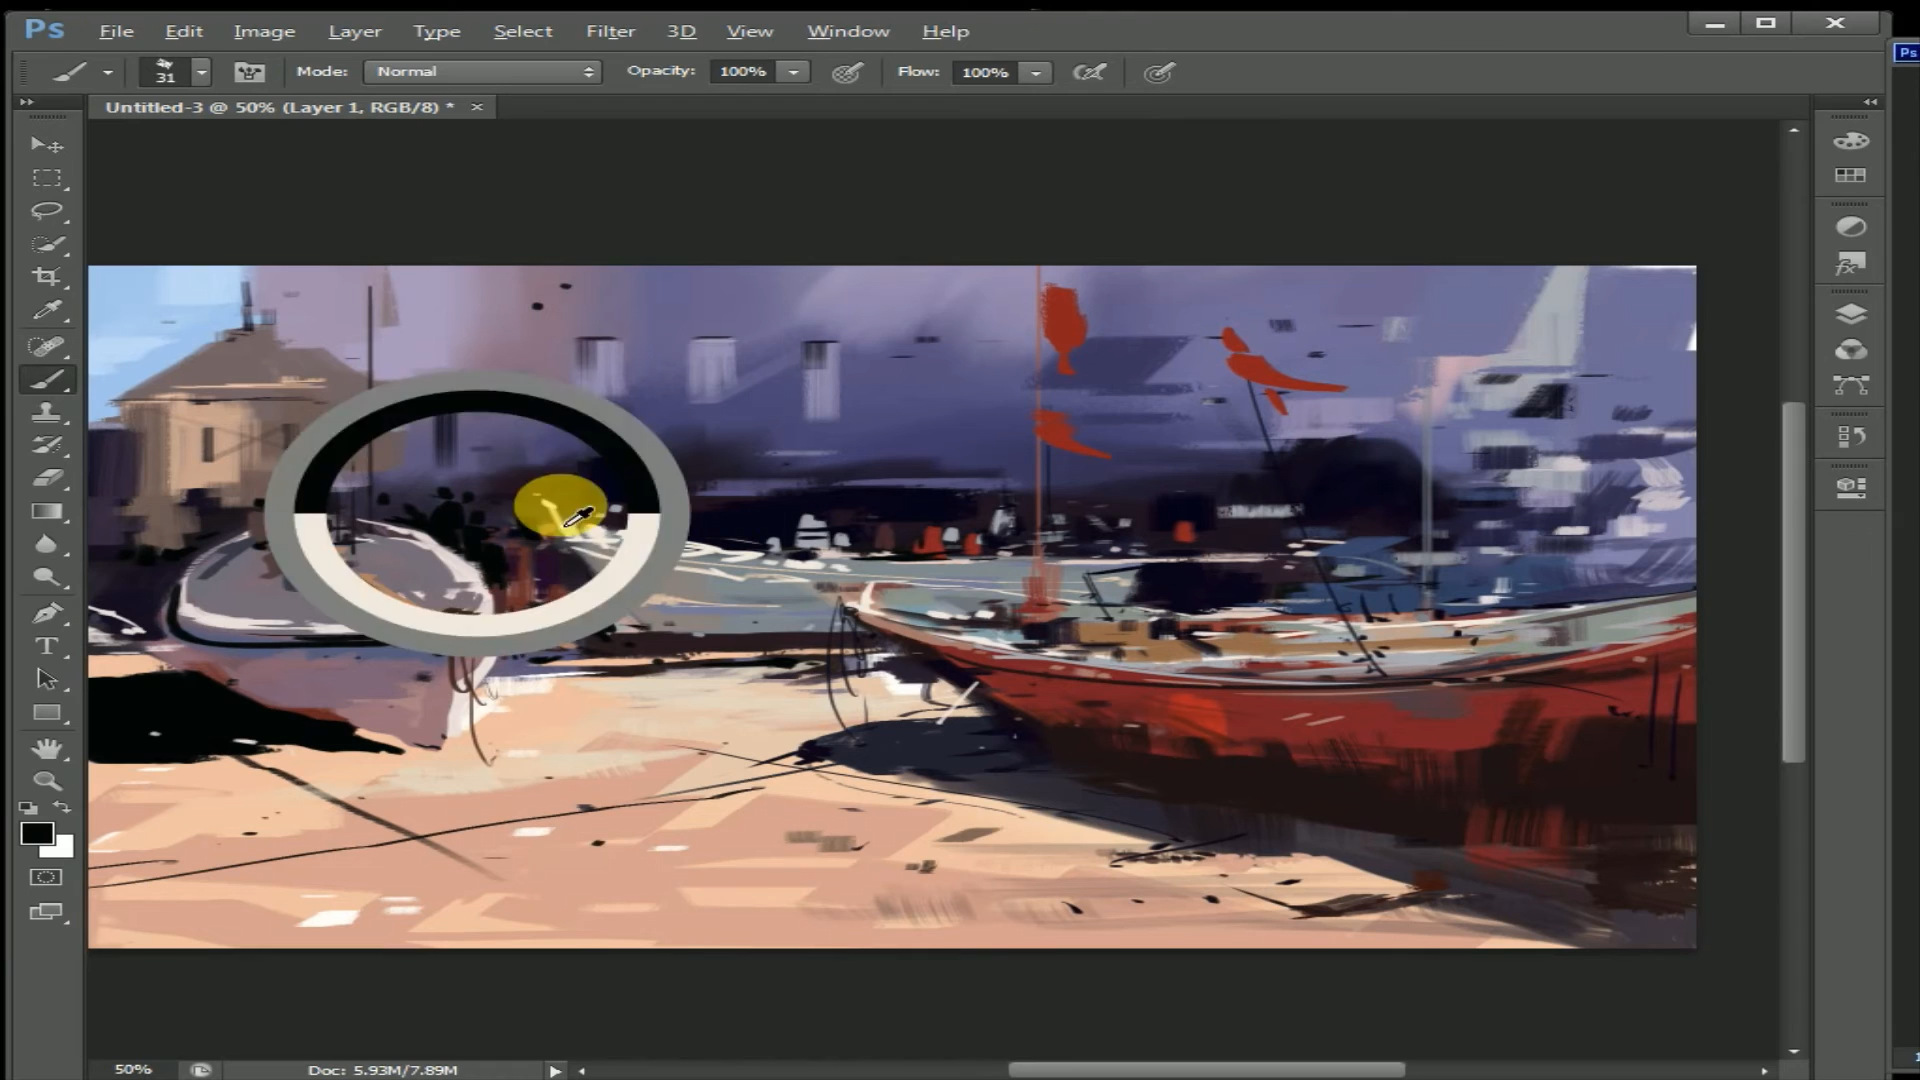 Ps File Edit Image Layer Type Select Filter 3D View Window Help
31 Mode: Normal Opacity: 100% Flow: 100%
Ps
Untitled-3 @ 50% (Layer 1, RGB/8) *
50% Doc: 5.93M/7.89M